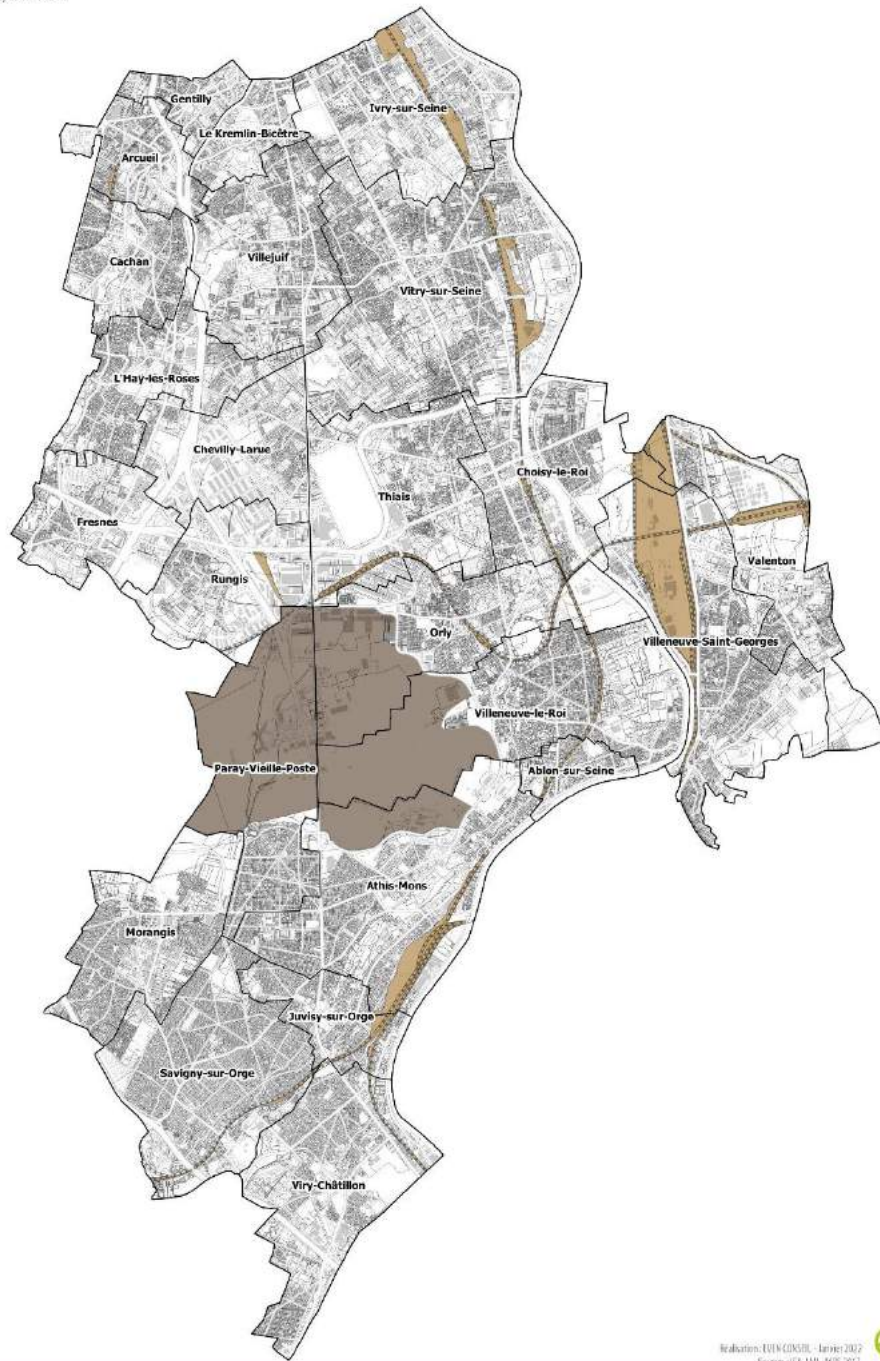 Gentilly
Ivry-sur-Seine
Le Kremlin-Bicêtre
Arcueil
Cachan
Villejuif
Vitry-sur-Seine
L'Hay-les-Roses
Chevilly-Larue
Choisy-le-Roi
Thiais
Fresnes
Rungis
Valenton
Orly
Villeneuve-Saint-Georges
Villeneuve-le-Roi
Paray-Vieille-Poste
Ablon-sur-Seine
Athis-Mons
Morangis
Juvisy-sur-Orge
Savigny-sur-Orge
Viry-Châtillon
Réalisation: EVEN CONSEIL - Janvier 2022